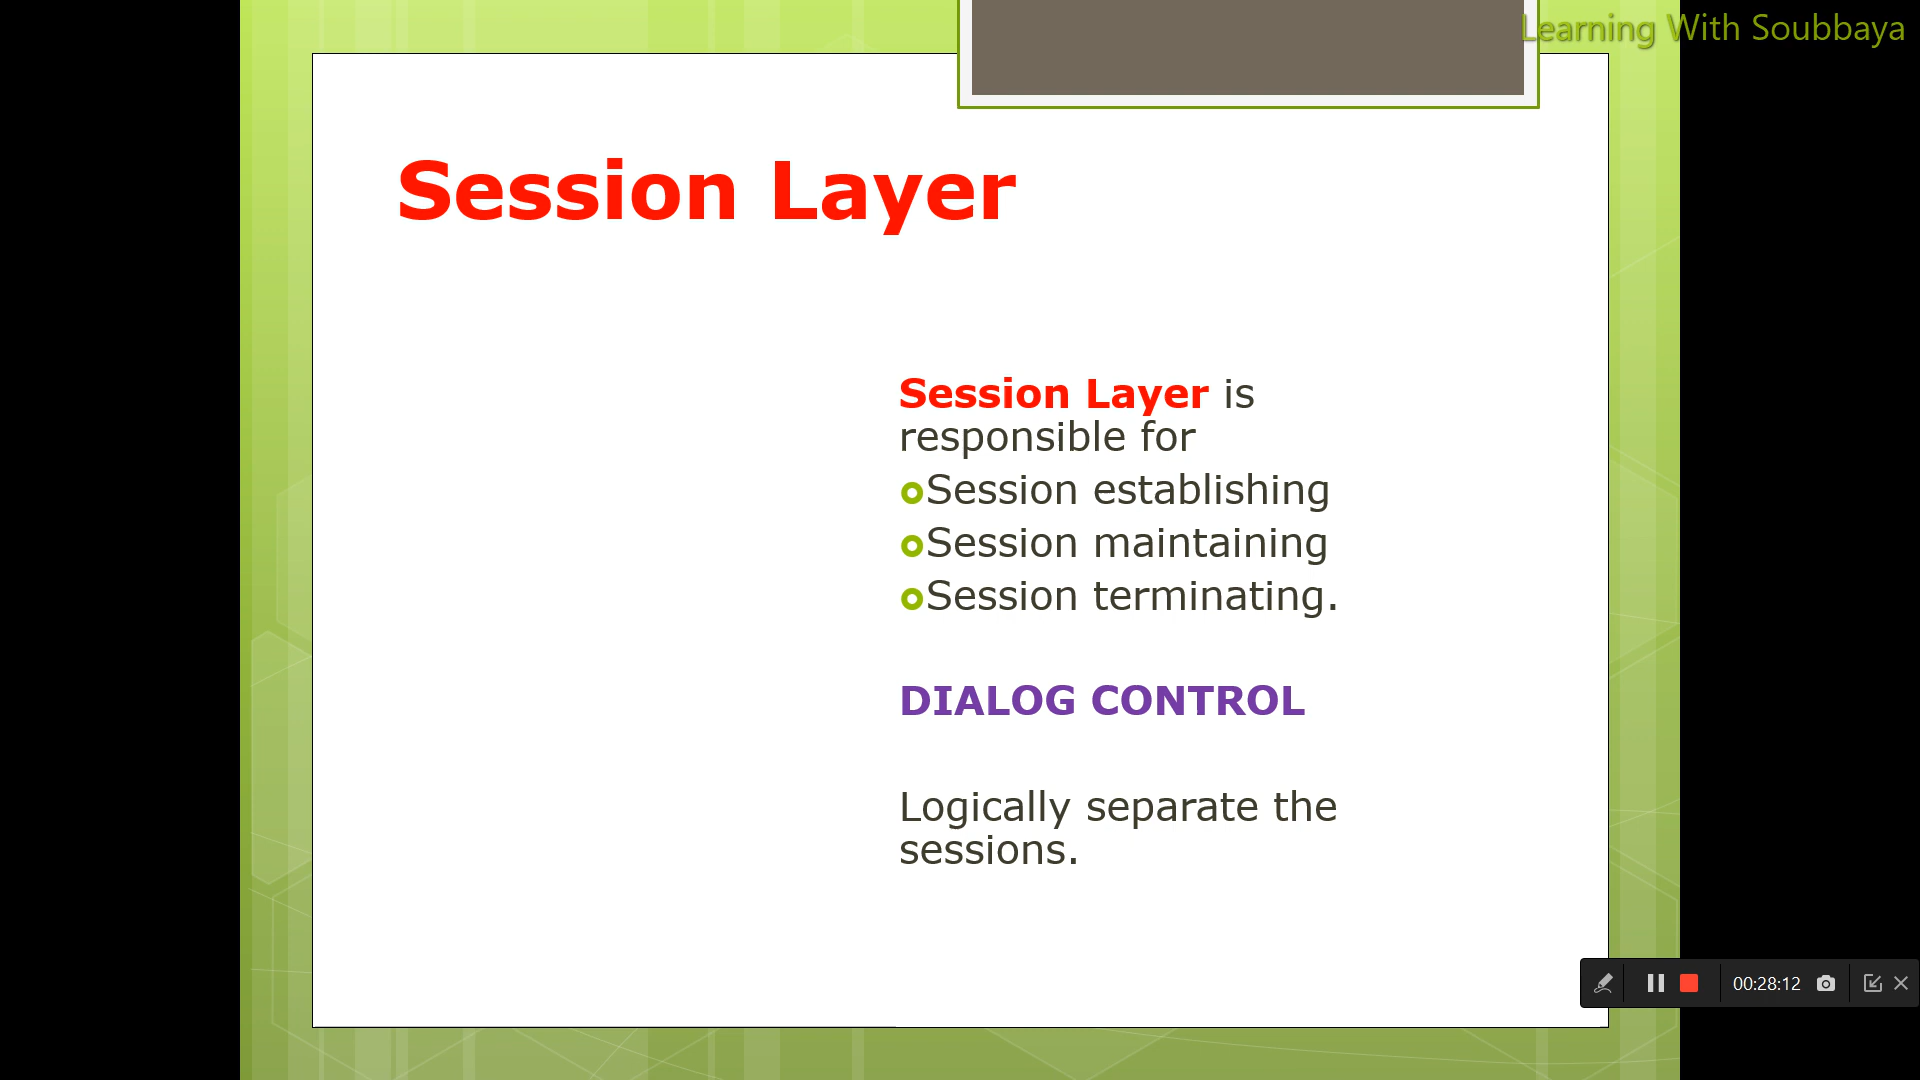 Learning With Soubbaya
Session Layer
Session Layer is
responsible for
Session establishing
Session maintaining
Session terminating.
DIALOG CONTROL
Logically separate the
sessions.
00:28:12